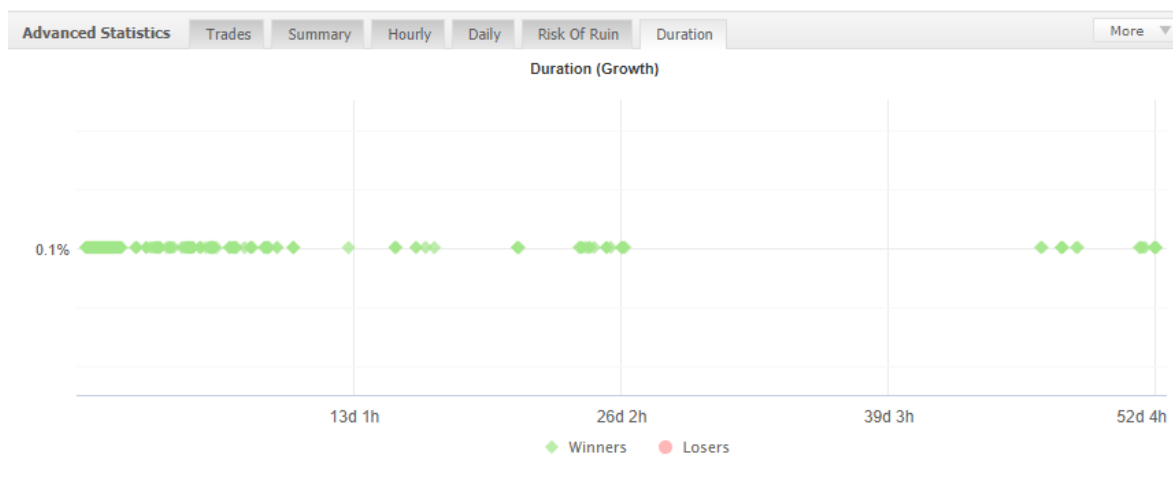 Advanced Statistics Trades Summary Hourly Daily Risk Of Ruin Duration More
Duration (Growth)
0.1%
13d 1h 26d 2h 39d 3h 52d 4h
Winners Losers